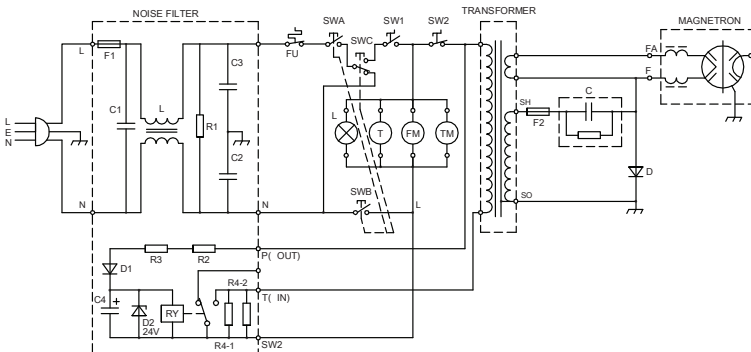 NOISE FILTER
TRANSFORMER
MAGNETRON
SWA
SWC
SW1
SW2
FU
L
F1
C1
L
R1
C3
C2
L
E
N
N
N
L
T
FM
TM
SWB
L
FA
F
SH
F2
C
SO
D
P( OUT)
R3
R2
D1
T( IN)
C4
+
D2
24V
RY
R4-2
R4-1
SW2